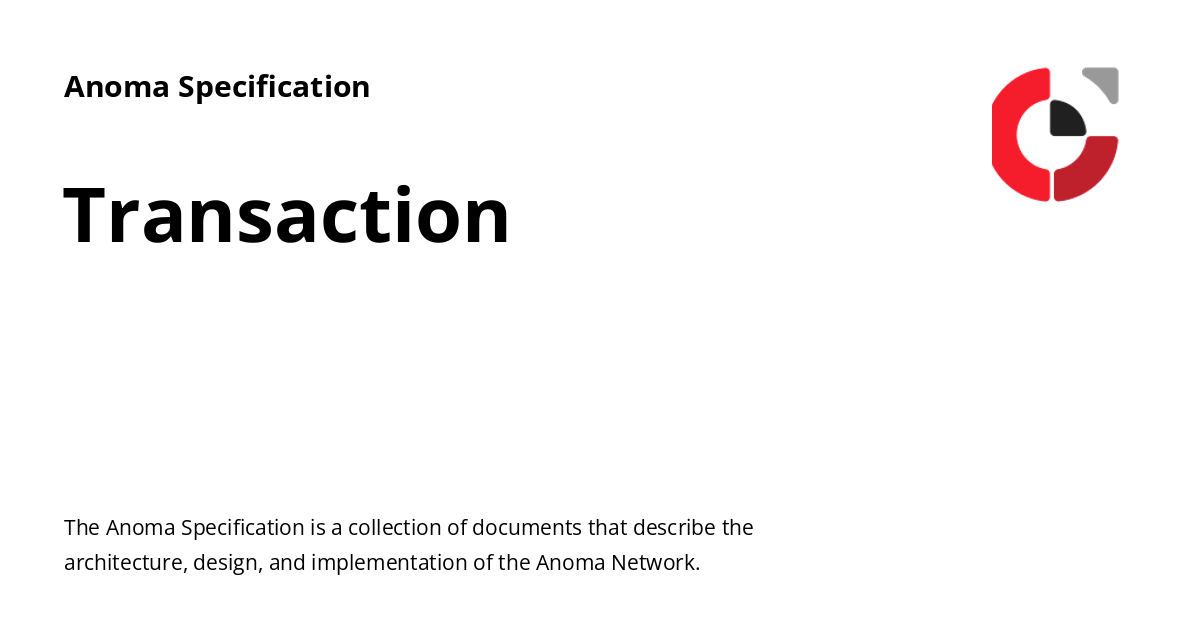 Anoma Specification
Transaction
The Anoma Specification is a collection of documents that describe the
architecture, design, and implementation of the Anoma Network.